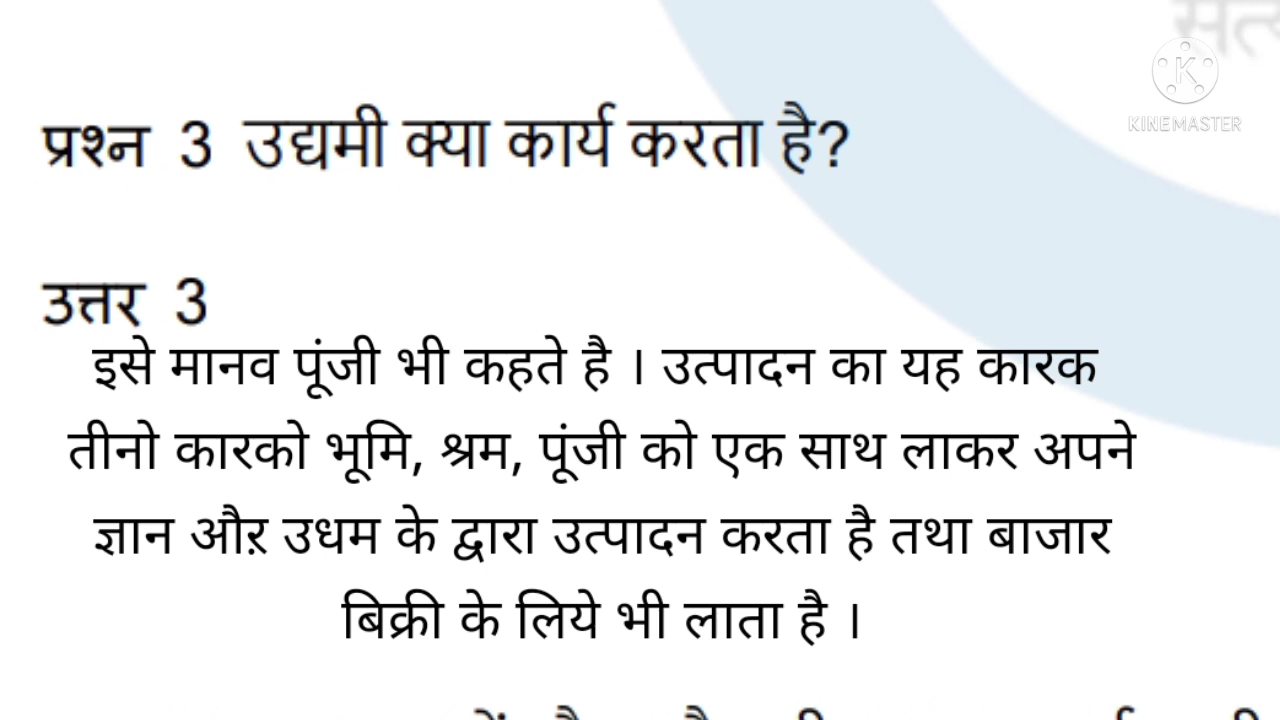 प्रश्न 3 उद्यमी क्या कार्य करता है?
उत्तर 3
इसे मानव पूंजी भी कहते है । उत्पादन का यह कारक
तीनो कारको भूमि, श्रम, पूंजी को एक साथ लाकर अपने
ज्ञान औऱ उधम के द्वारा उत्पादन करता है तथा बाजार
बिक्री के लिये भी लाता है ।
KINEMASTER